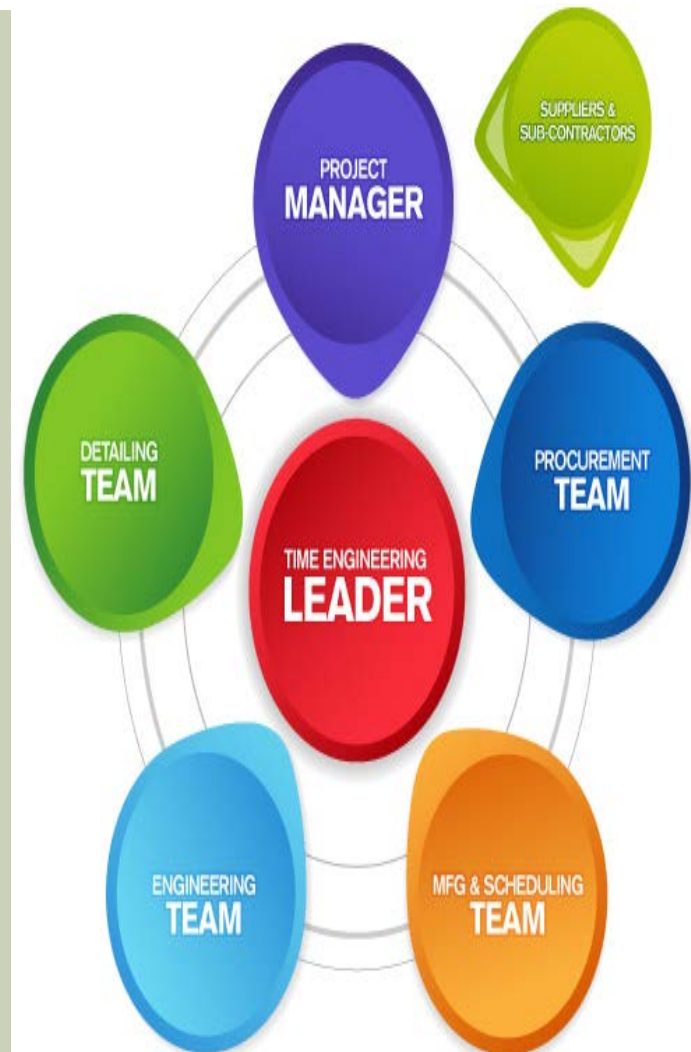 SUPPLIERS &
SUB-CONTRACTORS
PROJECT
MANAGER
DETAILING
TEAM
PROCUREMENT
TEAM
TIME ENGINEERING
LEADER
ENGINEERING
TEAM
MFG & SCHEDULING
TEAM